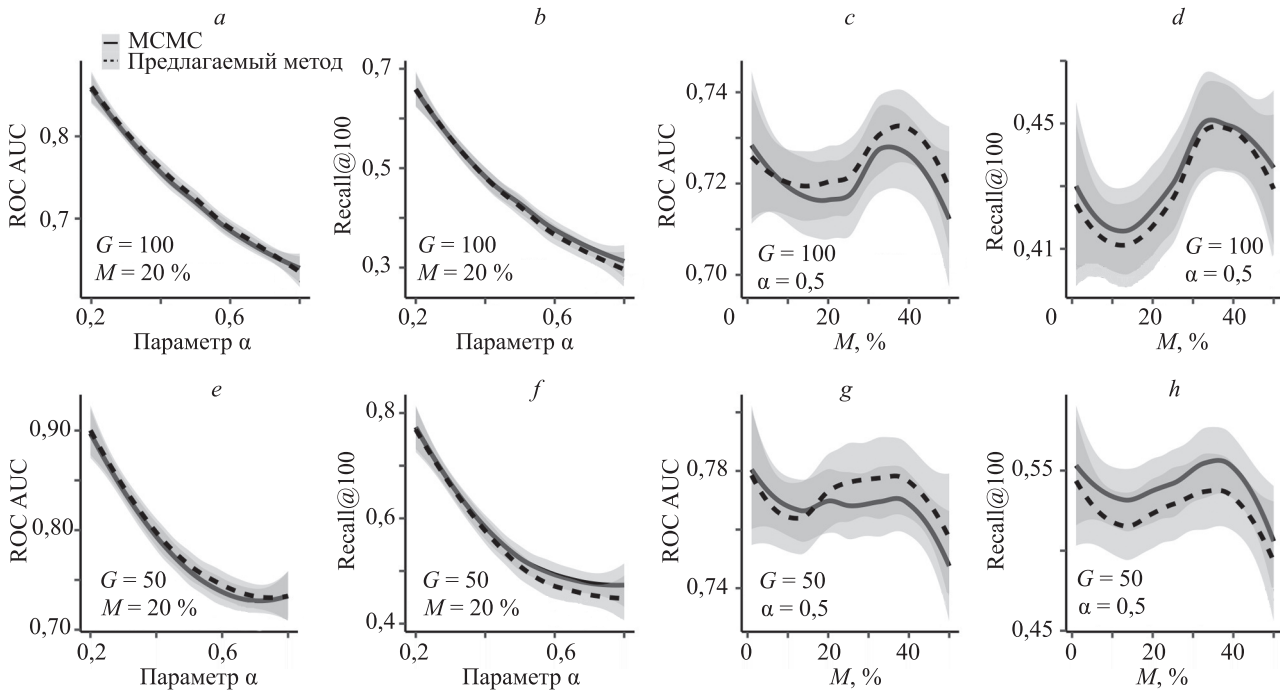 a
MCMC
Предлагаемый метод
ROC AUC
0,8
0,7
G = 100
M = 20 %
0,2
0,6
Параметр α
b
Recall@100
0,7
0,5
0,3
G = 100
M = 20 %
0,2
0,6
Параметр α
c
ROC AUC
0,74
0,72
0,70
G = 100
α = 0,5
0
20
40
M, %
d
Recall@100
0,45
0,41
G = 100
α = 0,5
0
20
40
M, %
e
ROC AUC
0,90
0,80
0,70
G = 50
M = 20 %
0,2
0,6
Параметр α
f
Recall@100
0,8
0,6
0,4
G = 50
M = 20 %
0,2
0,6
Параметр α
g
ROC AUC
0,78
0,74
G = 50
α = 0,5
0
20
40
M, %
h
Recall@100
0,55
0,45
G = 50
α = 0,5
0
20
40
M, %